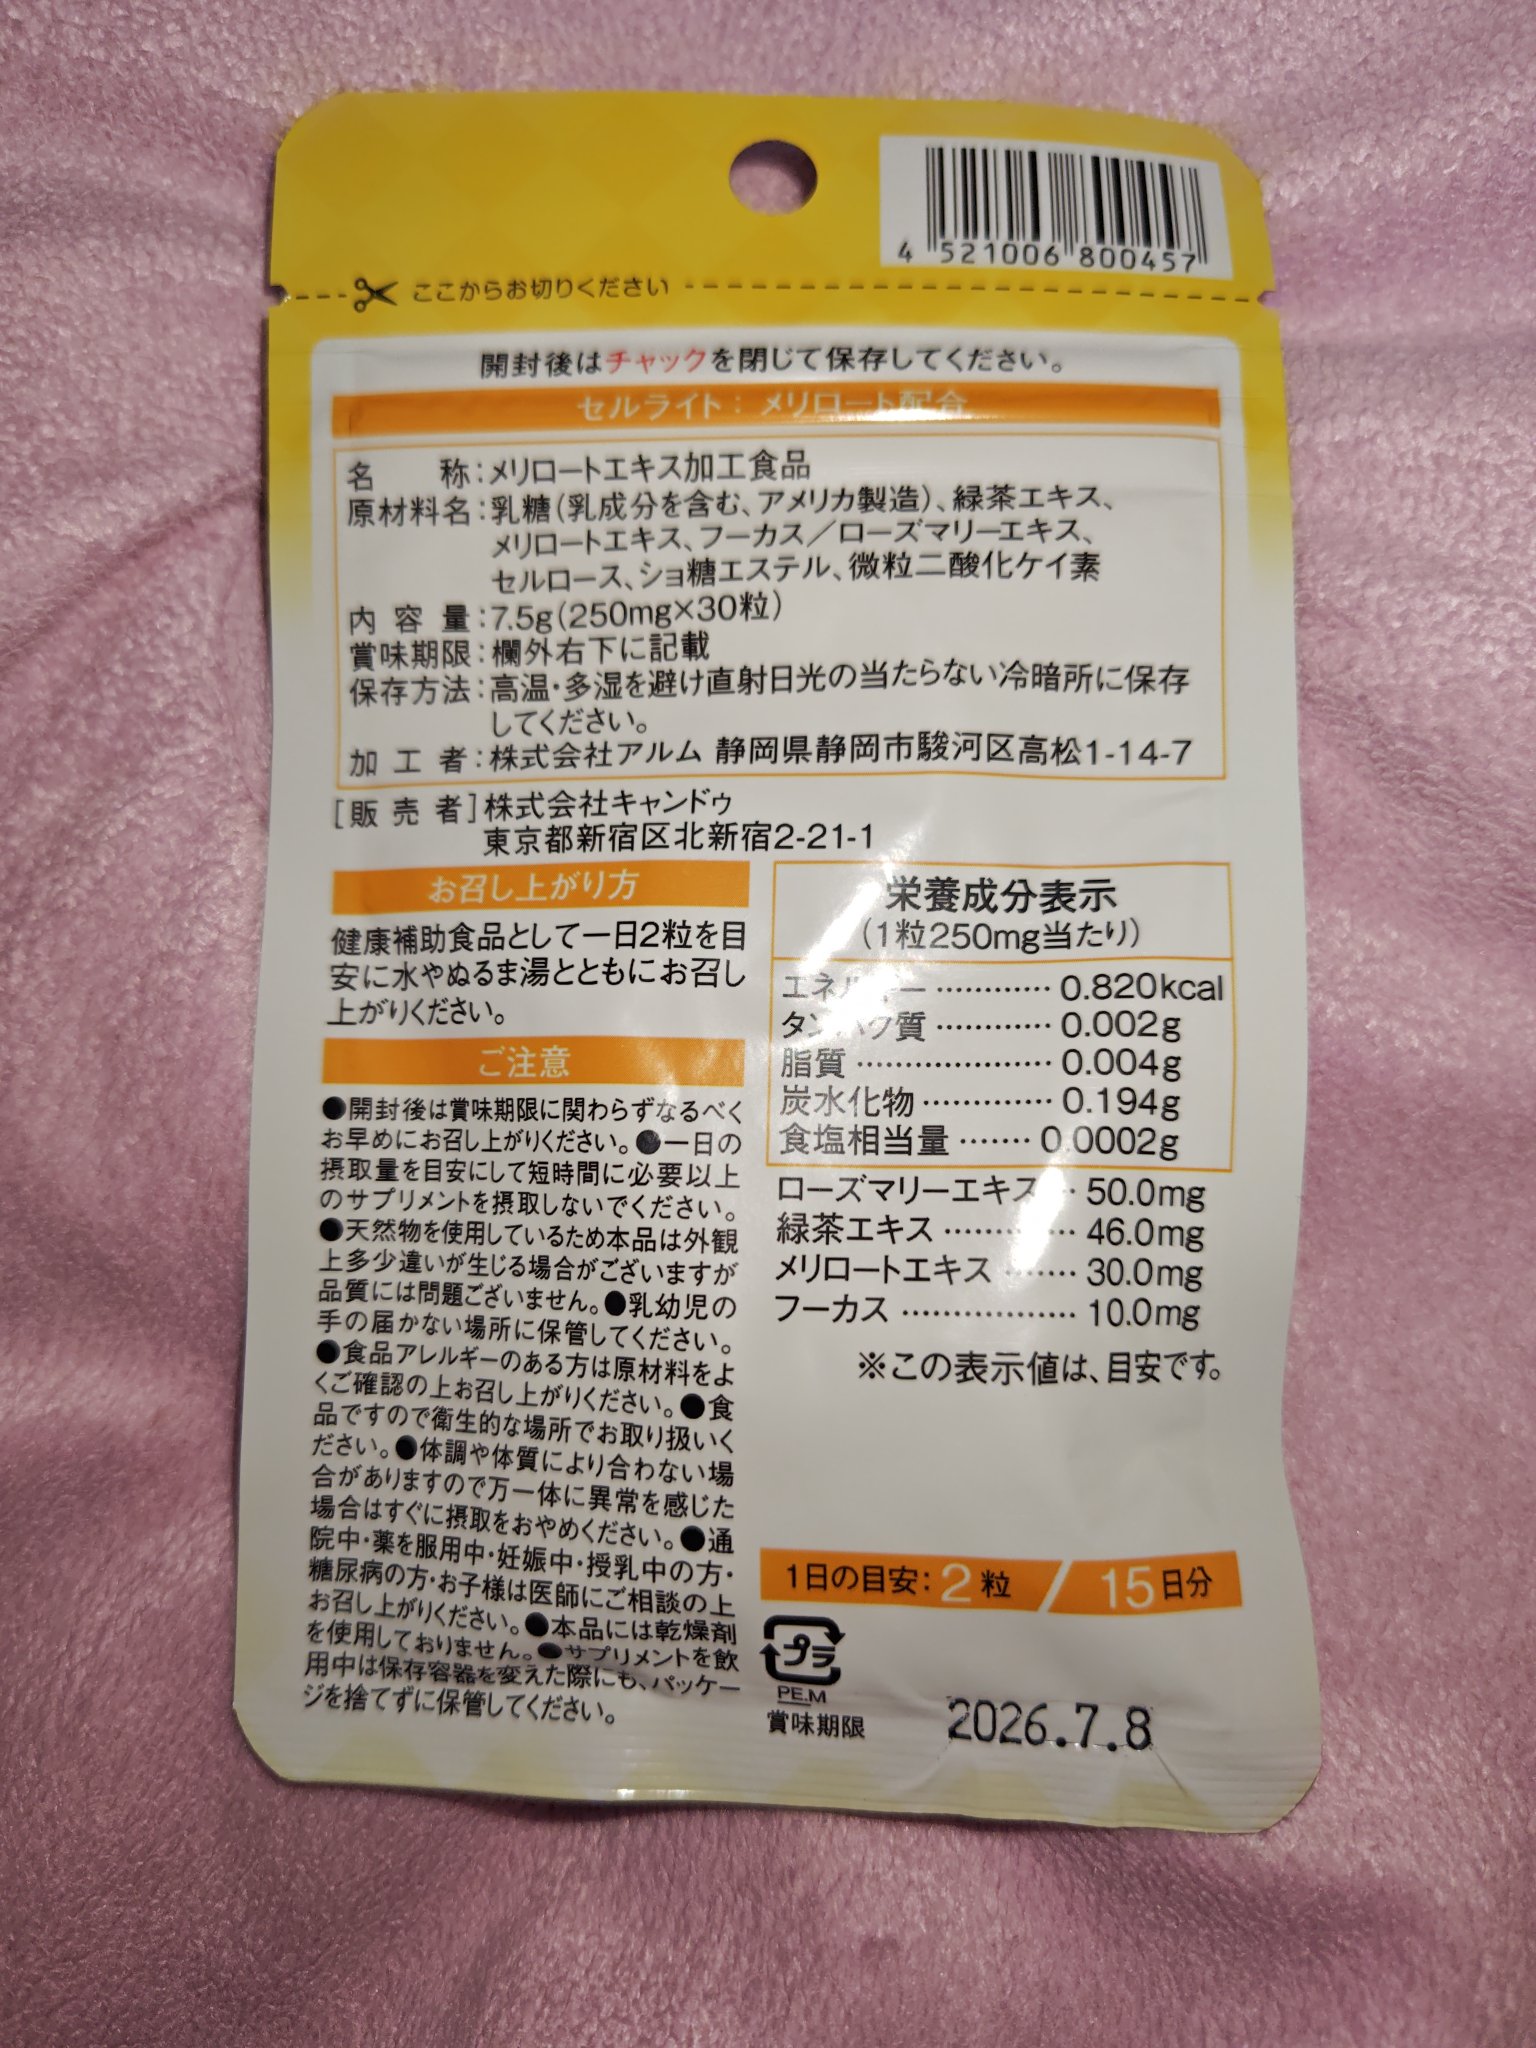 4 521006 800457
ここからお切りください
開封後はチャックを閉じて保存してください。
セルライト：メリロート配合
名称：メリロートエキス加工食品
原材料名：乳糖（乳成分を含む、アメリカ製造）、緑茶エキス、
メリロートエキス、フーカス／ローズマリーエキス、
セルロース、ショ糖エステル、微粒二酸化ケイ素
内容量：7.5g（250mg×30粒）
賞味期限：欄外右下に記載
保存方法：高温・多湿を避け直射日光の当たらない冷暗所に保存
してください。
加工者：株式会社アルム 静岡県静岡市駿河区高松1-14-7
［販売者］株式会社キャンドゥ
東京都新宿区北新宿2-21-1
お召し上がり方
健康補助食品として一日2粒を目
安に水やぬるま湯とともにお召し
上がりください。
ご注意
●開封後は賞味期限に関わらずなるべく
お早めにお召し上がりください。●一日の
摂取量を目安にして短時間に必要以上
のサプリメントを摂取しないでください。
●天然物を使用しているため本品は外観
上多少違いが生じる場合がございますが
品質には問題ございません。●乳幼児の
手の届かない場所に保管してください。
●食品アレルギーのある方は原材料をよ
くご確認の上お召し上がりください。●食
品ですので衛生的な場所でお取り扱いく
ださい。●体調や体質により合わない場
合がありますので万一体に異常を感じた
場合はすぐに摂取をおやめください。●通
院中・薬を服用中・妊娠中・授乳中の方・
糖尿病の方・お子様は医師にご相談の上
お召し上がりください。●本品には乾燥剤
を使用しておりません。●サプリメントを飲
用中は保存容器を変えた際にも、パッケー
ジを捨てずに保管してください。
栄養成分表示
（1粒250mg当たり）
エネルギー ………… 0.820kcal
タンパク質 ………… 0.002g
脂質 ………………… 0.004g
炭水化物 …………… 0.194g
食塩相当量 ……… 0.0002g
ローズマリーエキス … 50.0mg
緑茶エキス ………… 46.0mg
メリロートエキス ……… 30.0mg
フーカス ……………… 10.0mg
※この表示値は、目安です。
1日の目安：2粒／15日分
プラ
PE.M
賞味期限 2026.7.8